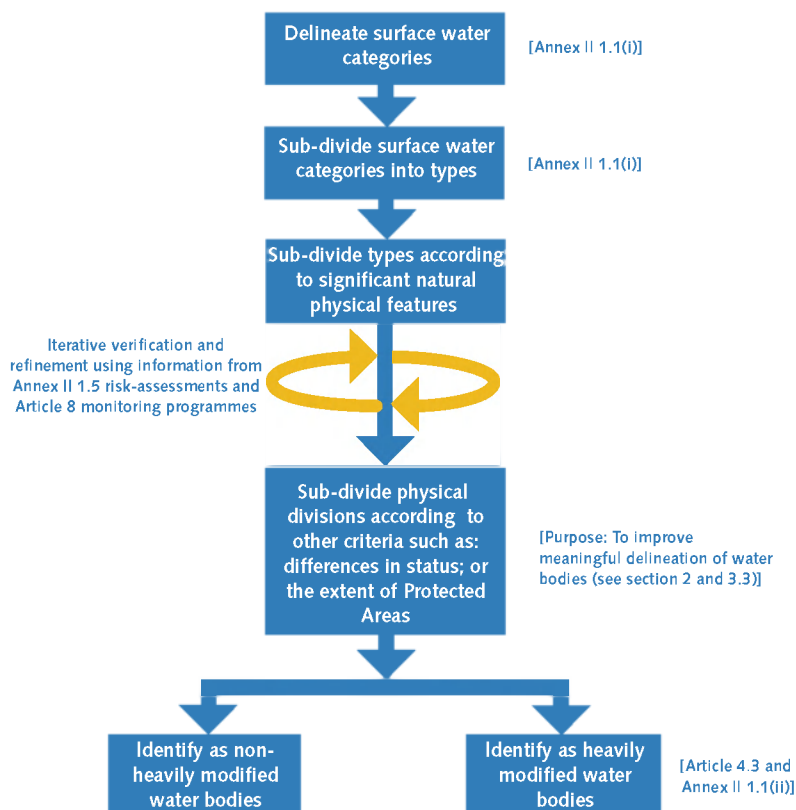 Delineate surface water
categories
[Annex II 1.1(i)]
Sub-divide surface water
categories into types
[Annex II 1.1(i)]
Sub-divide types according
to significant natural
physical features
Iterative verification and
refinement using information from
Annex II 1.5 risk-assessments and
Article 8 monitoring programmes
Sub-divide physical
divisions according to
other criteria such as:
differences in status; or
the extent of Protected
Areas
[Purpose: To improve
meaningful delineation of water
bodies (see section 2 and 3.3)]
Identify as non-
heavily modified
water bodies
Identify as heavily
modified water
bodies
[Article 4.3 and
Annex II 1.1(ii)]